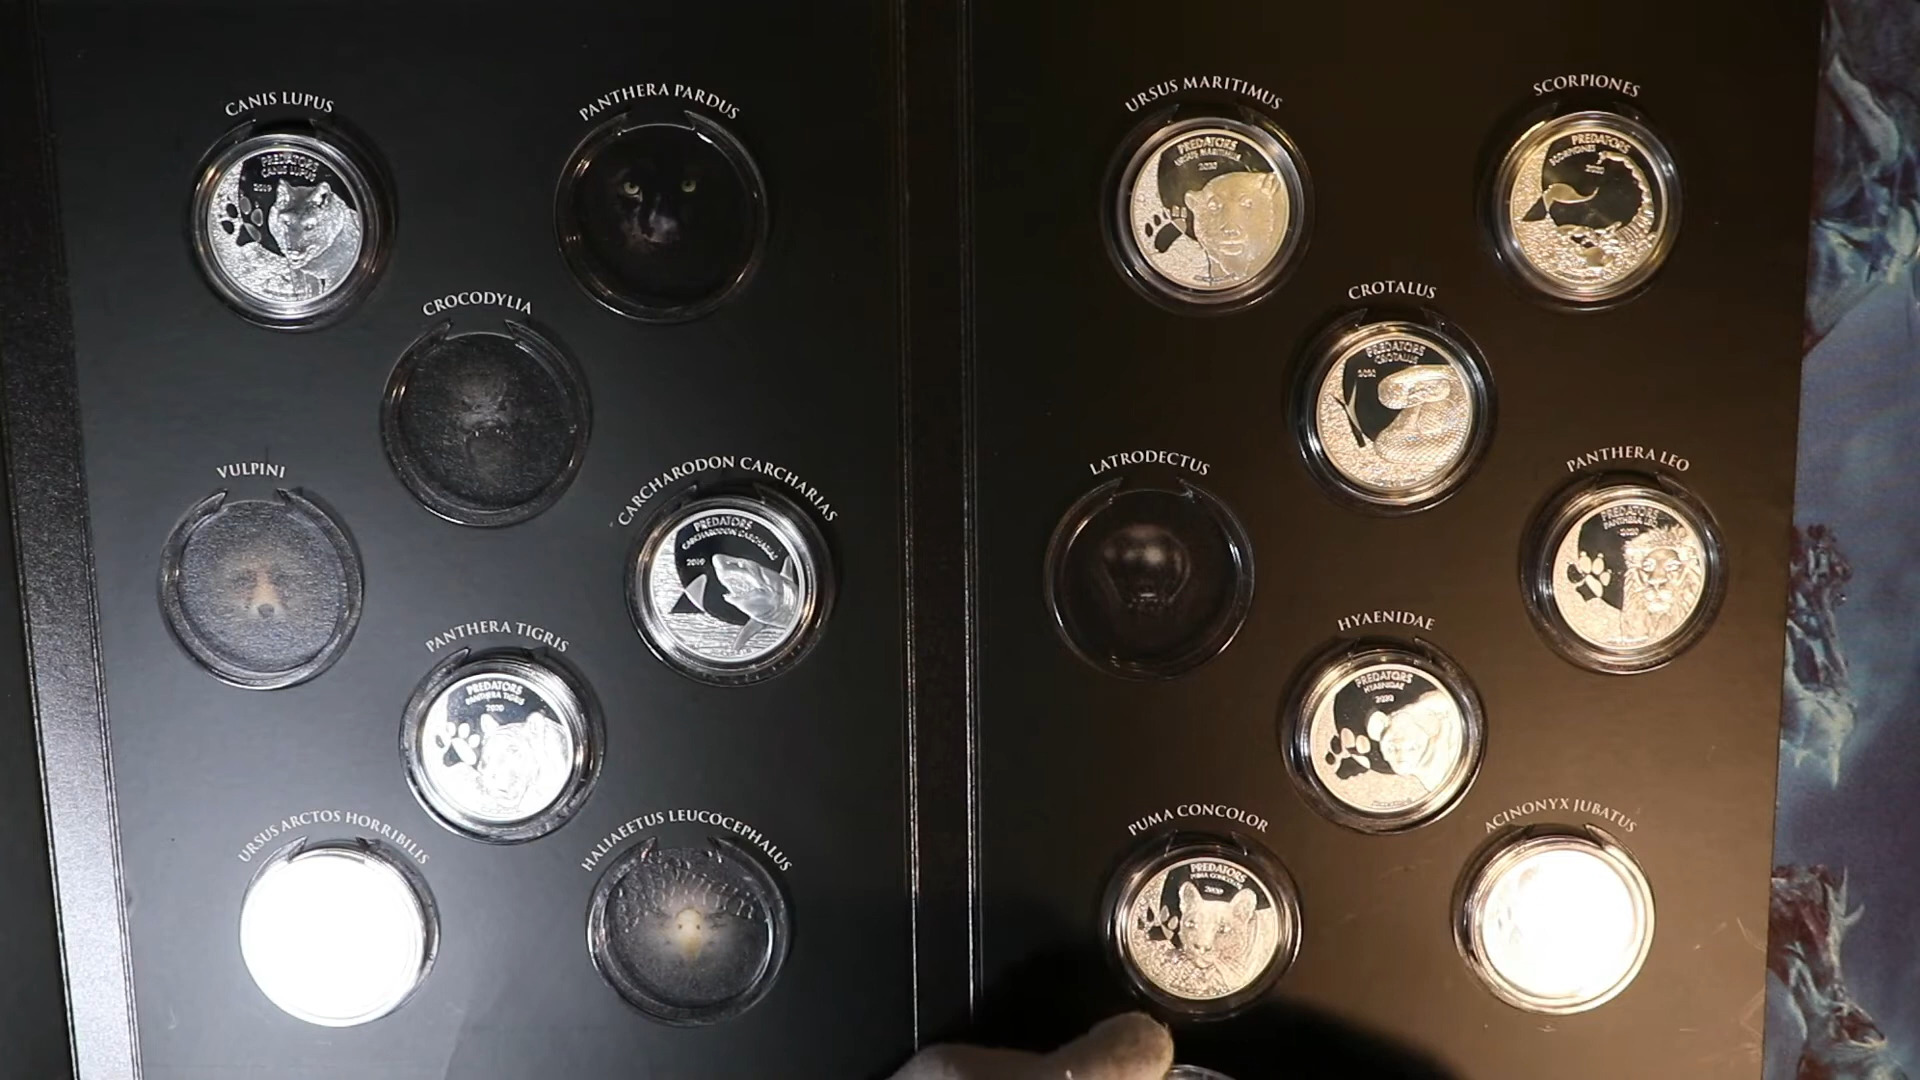 CANIS LUPUS
PREDATORS
CANIS LUPUS
2019
PANTHERA PARDUS
CROCODYLIA
VULPINI
CARCHARODON CARCHARIAS
PREDATORS
CARCHARODON CARCHARIAS
2019
PANTHERA TIGRIS
PREDATORS
PANTHERA TIGRIS
2020
URSUS ARCTOS HORRIBILIS
HALIAEETUS LEUCOCEPHALUS
URSUS MARITIMUS
PREDATORS
URSUS MARITIMUS
2020
SCORPIONES
PREDATORS
SCORPIONES
2020
CROTALUS
PREDATORS
CROTALUS
2020
LATRODECTUS
PANTHERA LEO
PREDATORS
PANTHERA LEO
HYAENIDAE
PREDATORS
HYAENIDAE
2020
PUMA CONCOLOR
PREDATORS
PUMA CONCOLOR
2020
ACINONYX JUBATUS